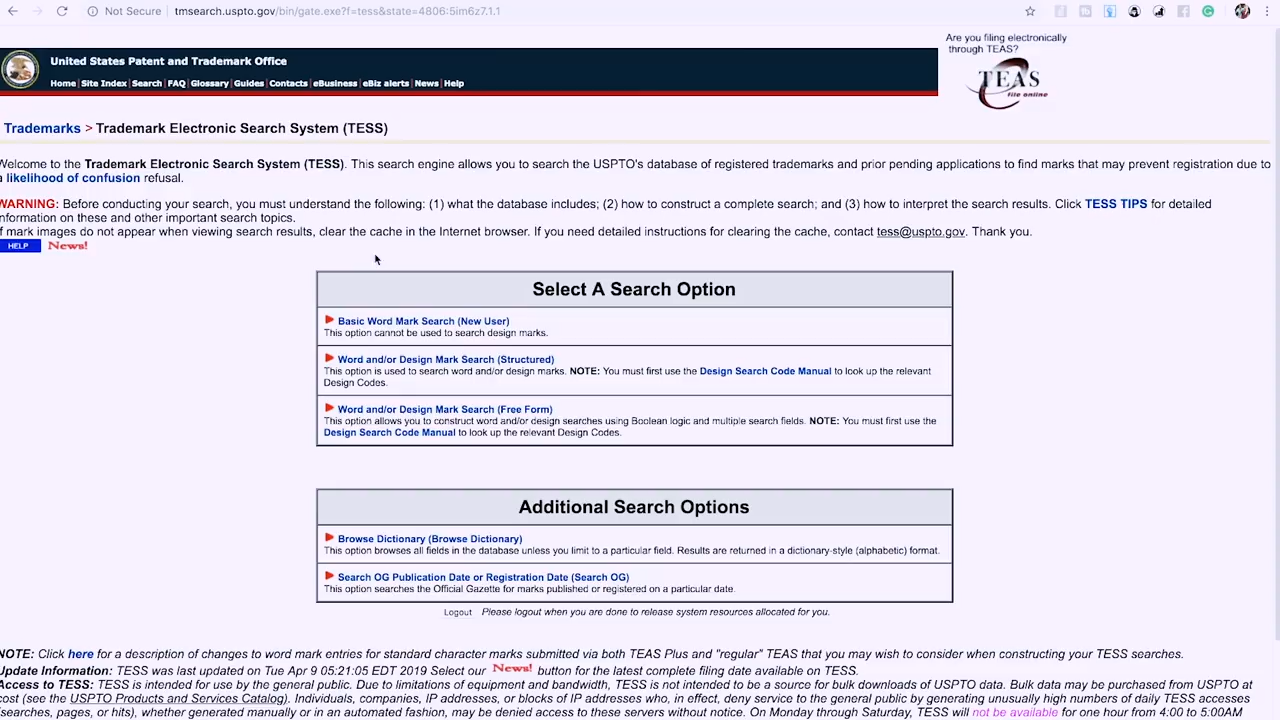 Not Secure | tmsearch.uspto.gov/bin/gate.exe?f=tess&state=4806:5im6z7.1.1
Are you filing electronically
through TEAS?
United States Patent and Trademark Office
Home | Site Index | Search | FAQ | Glossary | Guides | Contacts | eBusiness | eBiz alerts | News | Help
TEAS
file online
Trademarks > Trademark Electronic Search System (TESS)
Welcome to the Trademark Electronic Search System (TESS). This search engine allows you to search the USPTO's database of registered trademarks and prior pending applications to find marks that may prevent registration due to
a likelihood of confusion refusal.
WARNING: Before conducting your search, you must understand the following: (1) what the database includes; (2) how to construct a complete search; and (3) how to interpret the search results. Click TESS TIPS for detailed
information on these and other important search topics.
If mark images do not appear when viewing search results, clear the cache in the Internet browser. If you need detailed instructions for clearing the cache, contact tess@uspto.gov. Thank you.
HELP News!
Select A Search Option
Basic Word Mark Search (New User)
This option cannot be used to search design marks.
Word and/or Design Mark Search (Structured)
This option is used to search word and/or design marks. NOTE: You must first use the Design Search Code Manual to look up the relevant
Design Codes.
Word and/or Design Mark Search (Free Form)
This option allows you to construct word and/or design searches using Boolean logic and multiple search fields. NOTE: You must first use the
Design Search Code Manual to look up the relevant Design Codes.
Additional Search Options
Browse Dictionary (Browse Dictionary)
This option browses all fields in the database unless you limit to a particular field. Results are returned in a dictionary-style (alphabetic) format.
Search OG Publication Date or Registration Date (Search OG)
This option searches the Official Gazette for marks published or registered on a particular date.
Logout Please logout when you are done to release system resources allocated for you.
NOTE: Click here for a description of changes to word mark entries for standard character marks submitted via both TEAS Plus and "regular" TEAS that you may wish to consider when constructing your TESS searches.
Update Information: TESS was last updated on Tue Apr 9 05:21:05 EDT 2019 Select our News! button for the latest complete filing date available on TESS.
Access to TESS: TESS is intended for use by the general public. Due to limitations of equipment and bandwidth, TESS is not intended to be a source for bulk downloads of USPTO data. Bulk data may be purchased from USPTO at
cost (see the USPTO Products and Services Catalog). Individuals, companies, IP addresses, or blocks of IP addresses who, in effect, deny service to the general public by generating unusually high numbers of daily TESS accesses
(searches, pages, or hits), whether generated manually or in an automated fashion, may be denied access to these servers without notice. On Monday through Saturday, TESS will not be available for one hour from 4:00 to 5:00AM